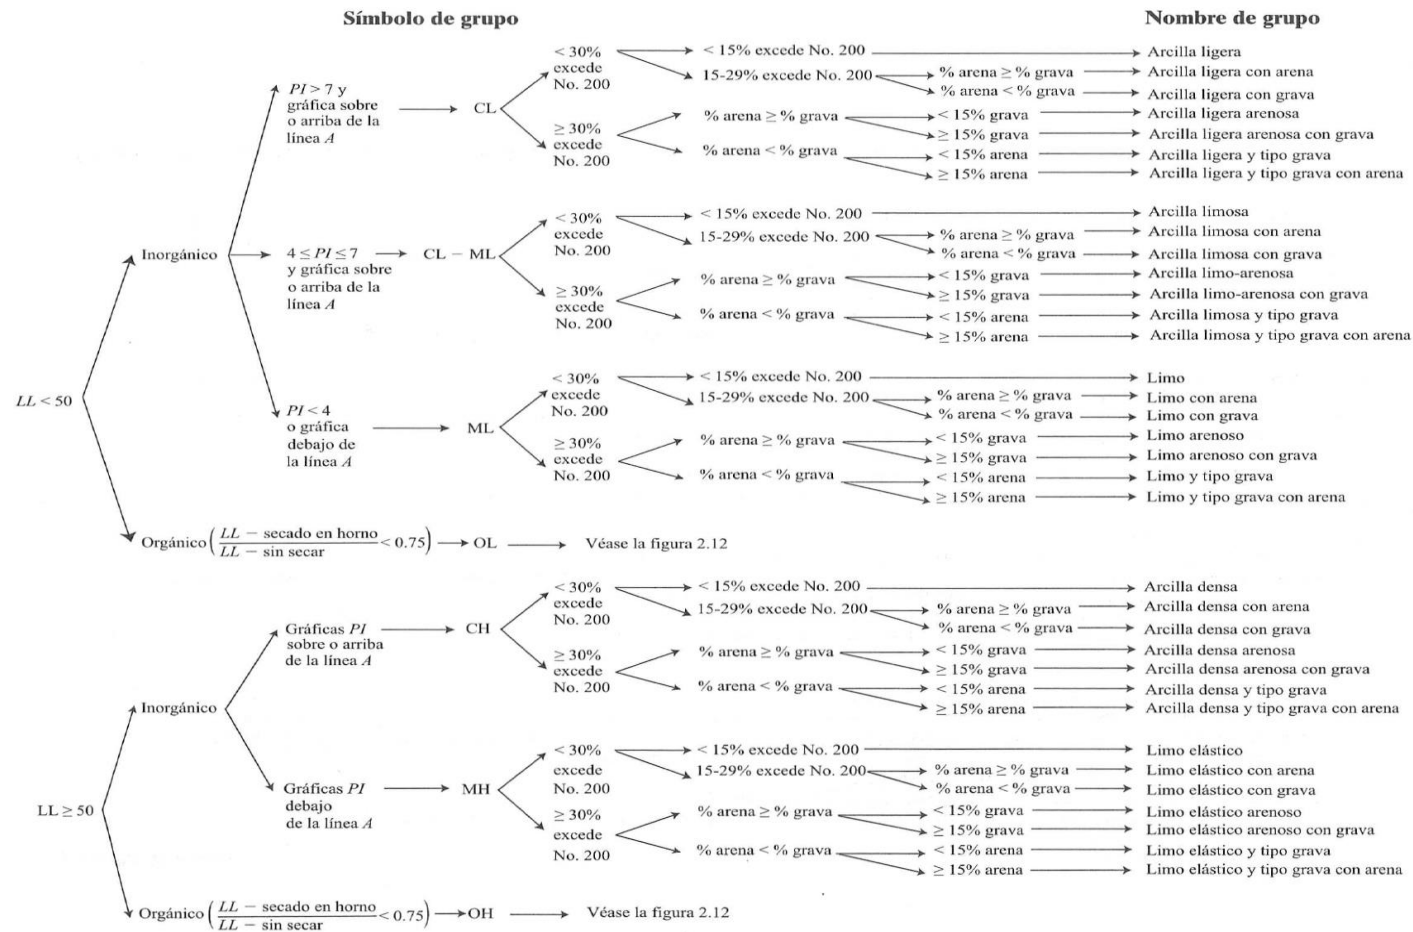 Símbolo de grupo
Nombre de grupo
LL < 50
Inorgánico
PI > 7 y
gráfica sobre
o arriba de la
línea A
CL
< 30%
excede
No. 200
< 15% excede No. 200
Arcilla ligera
15-29% excede No. 200
% arena ≥ % grava
Arcilla ligera con arena
% arena < % grava
Arcilla ligera con grava
≥ 30%
excede
No. 200
% arena ≥ % grava
< 15% grava
Arcilla ligera arenosa
≥ 15% grava
Arcilla ligera arenosa con grava
% arena < % grava
< 15% arena
Arcilla ligera y tipo grava
≥ 15% arena
Arcilla ligera y tipo grava con arena
4 ≤ PI ≤ 7
y gráfica sobre
o arriba de la
línea A
CL − ML
< 30%
excede
No. 200
< 15% excede No. 200
Arcilla limosa
15-29% excede No. 200
% arena ≥ % grava
Arcilla limosa con arena
% arena < % grava
Arcilla limosa con grava
≥ 30%
excede
No. 200
% arena ≥ % grava
< 15% grava
Arcilla limo-arenosa
≥ 15% grava
Arcilla limo-arenosa con grava
% arena < % grava
< 15% arena
Arcilla limosa y tipo grava
≥ 15% arena
Arcilla limosa y tipo grava con arena
PI < 4
o gráfica
debajo de
la línea A
ML
< 30%
excede
No. 200
< 15% excede No. 200
Limo
15-29% excede No. 200
% arena ≥ % grava
Limo con arena
% arena < % grava
Limo con grava
≥ 30%
excede
No. 200
% arena ≥ % grava
< 15% grava
Limo arenoso
≥ 15% grava
Limo arenoso con grava
% arena < % grava
< 15% arena
Limo y tipo grava
≥ 15% arena
Limo y tipo grava con arena
Orgánico (LL − secado en horno / LL − sin secar < 0.75)
OL
Véase la figura 2.12
LL ≥ 50
Inorgánico
Gráficas PI
sobre o arriba
de la línea A
CH
< 30%
excede
No. 200
< 15% excede No. 200
Arcilla densa
15-29% excede No. 200
% arena ≥ % grava
Arcilla densa con arena
% arena < % grava
Arcilla densa con grava
≥ 30%
excede
No. 200
% arena ≥ % grava
< 15% grava
Arcilla densa arenosa
≥ 15% grava
Arcilla densa arenosa con grava
% arena < % grava
< 15% arena
Arcilla densa y tipo grava
≥ 15% arena
Arcilla densa y tipo grava con arena
Gráficas PI
debajo
de la línea A
MH
< 30%
excede
No. 200
< 15% excede No. 200
Limo elástico
15-29% excede No. 200
% arena ≥ % grava
Limo elástico con arena
% arena < % grava
Limo elástico con grava
≥ 30%
excede
No. 200
% arena ≥ % grava
< 15% grava
Limo elástico arenoso
≥ 15% grava
Limo elástico arenoso con grava
% arena < % grava
< 15% arena
Limo elástico y tipo grava
≥ 15% arena
Limo elástico y tipo grava con arena
Orgánico (LL − secado en horno / LL − sin secar < 0.75)
OH
Véase la figura 2.12